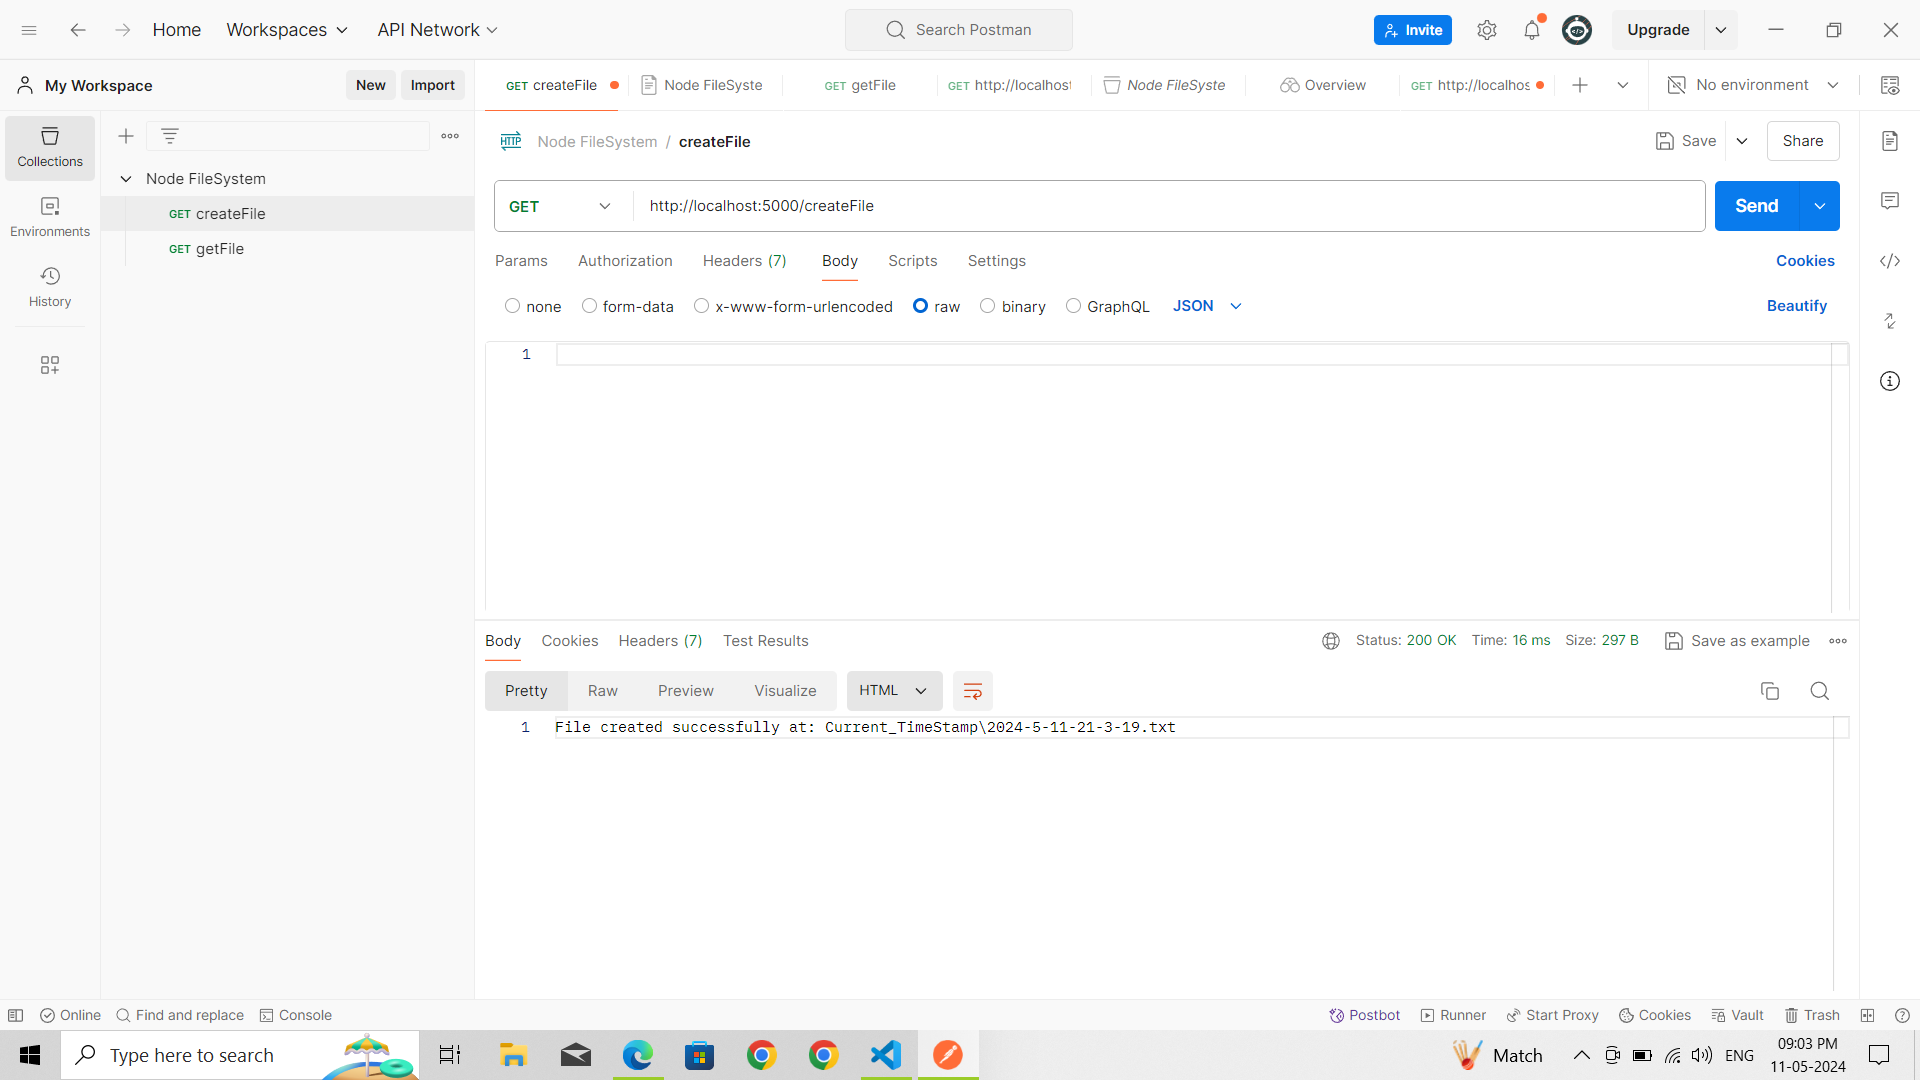 Home Workspaces API Network Search Postman Invite Upgrade
My Workspace New Import GET createFile Node FileSyste GET getFile GET http://localhost Node FileSyste Overview GET http://localhos No environment
Collections
Environments
History
Node FileSystem
GET createFile
GET getFile
HTTP Node FileSystem / createFile Save Share
GET http://localhost:5000/createFile Send
Params Authorization Headers (7) Body Scripts Settings Cookies
none form-data x-www-form-urlencoded raw binary GraphQL JSON Beautify
1
Body Cookies Headers (7) Test Results Status: 200 OK Time: 16 ms Size: 297 B Save as example
Pretty Raw Preview Visualize HTML
1 File created successfully at: Current_TimeStamp\2024-5-11-21-3-19.txt
Online Find and replace Console Postbot Runner Start Proxy Cookies Vault Trash
Type here to search Match ENG 09:03 PM
11-05-2024